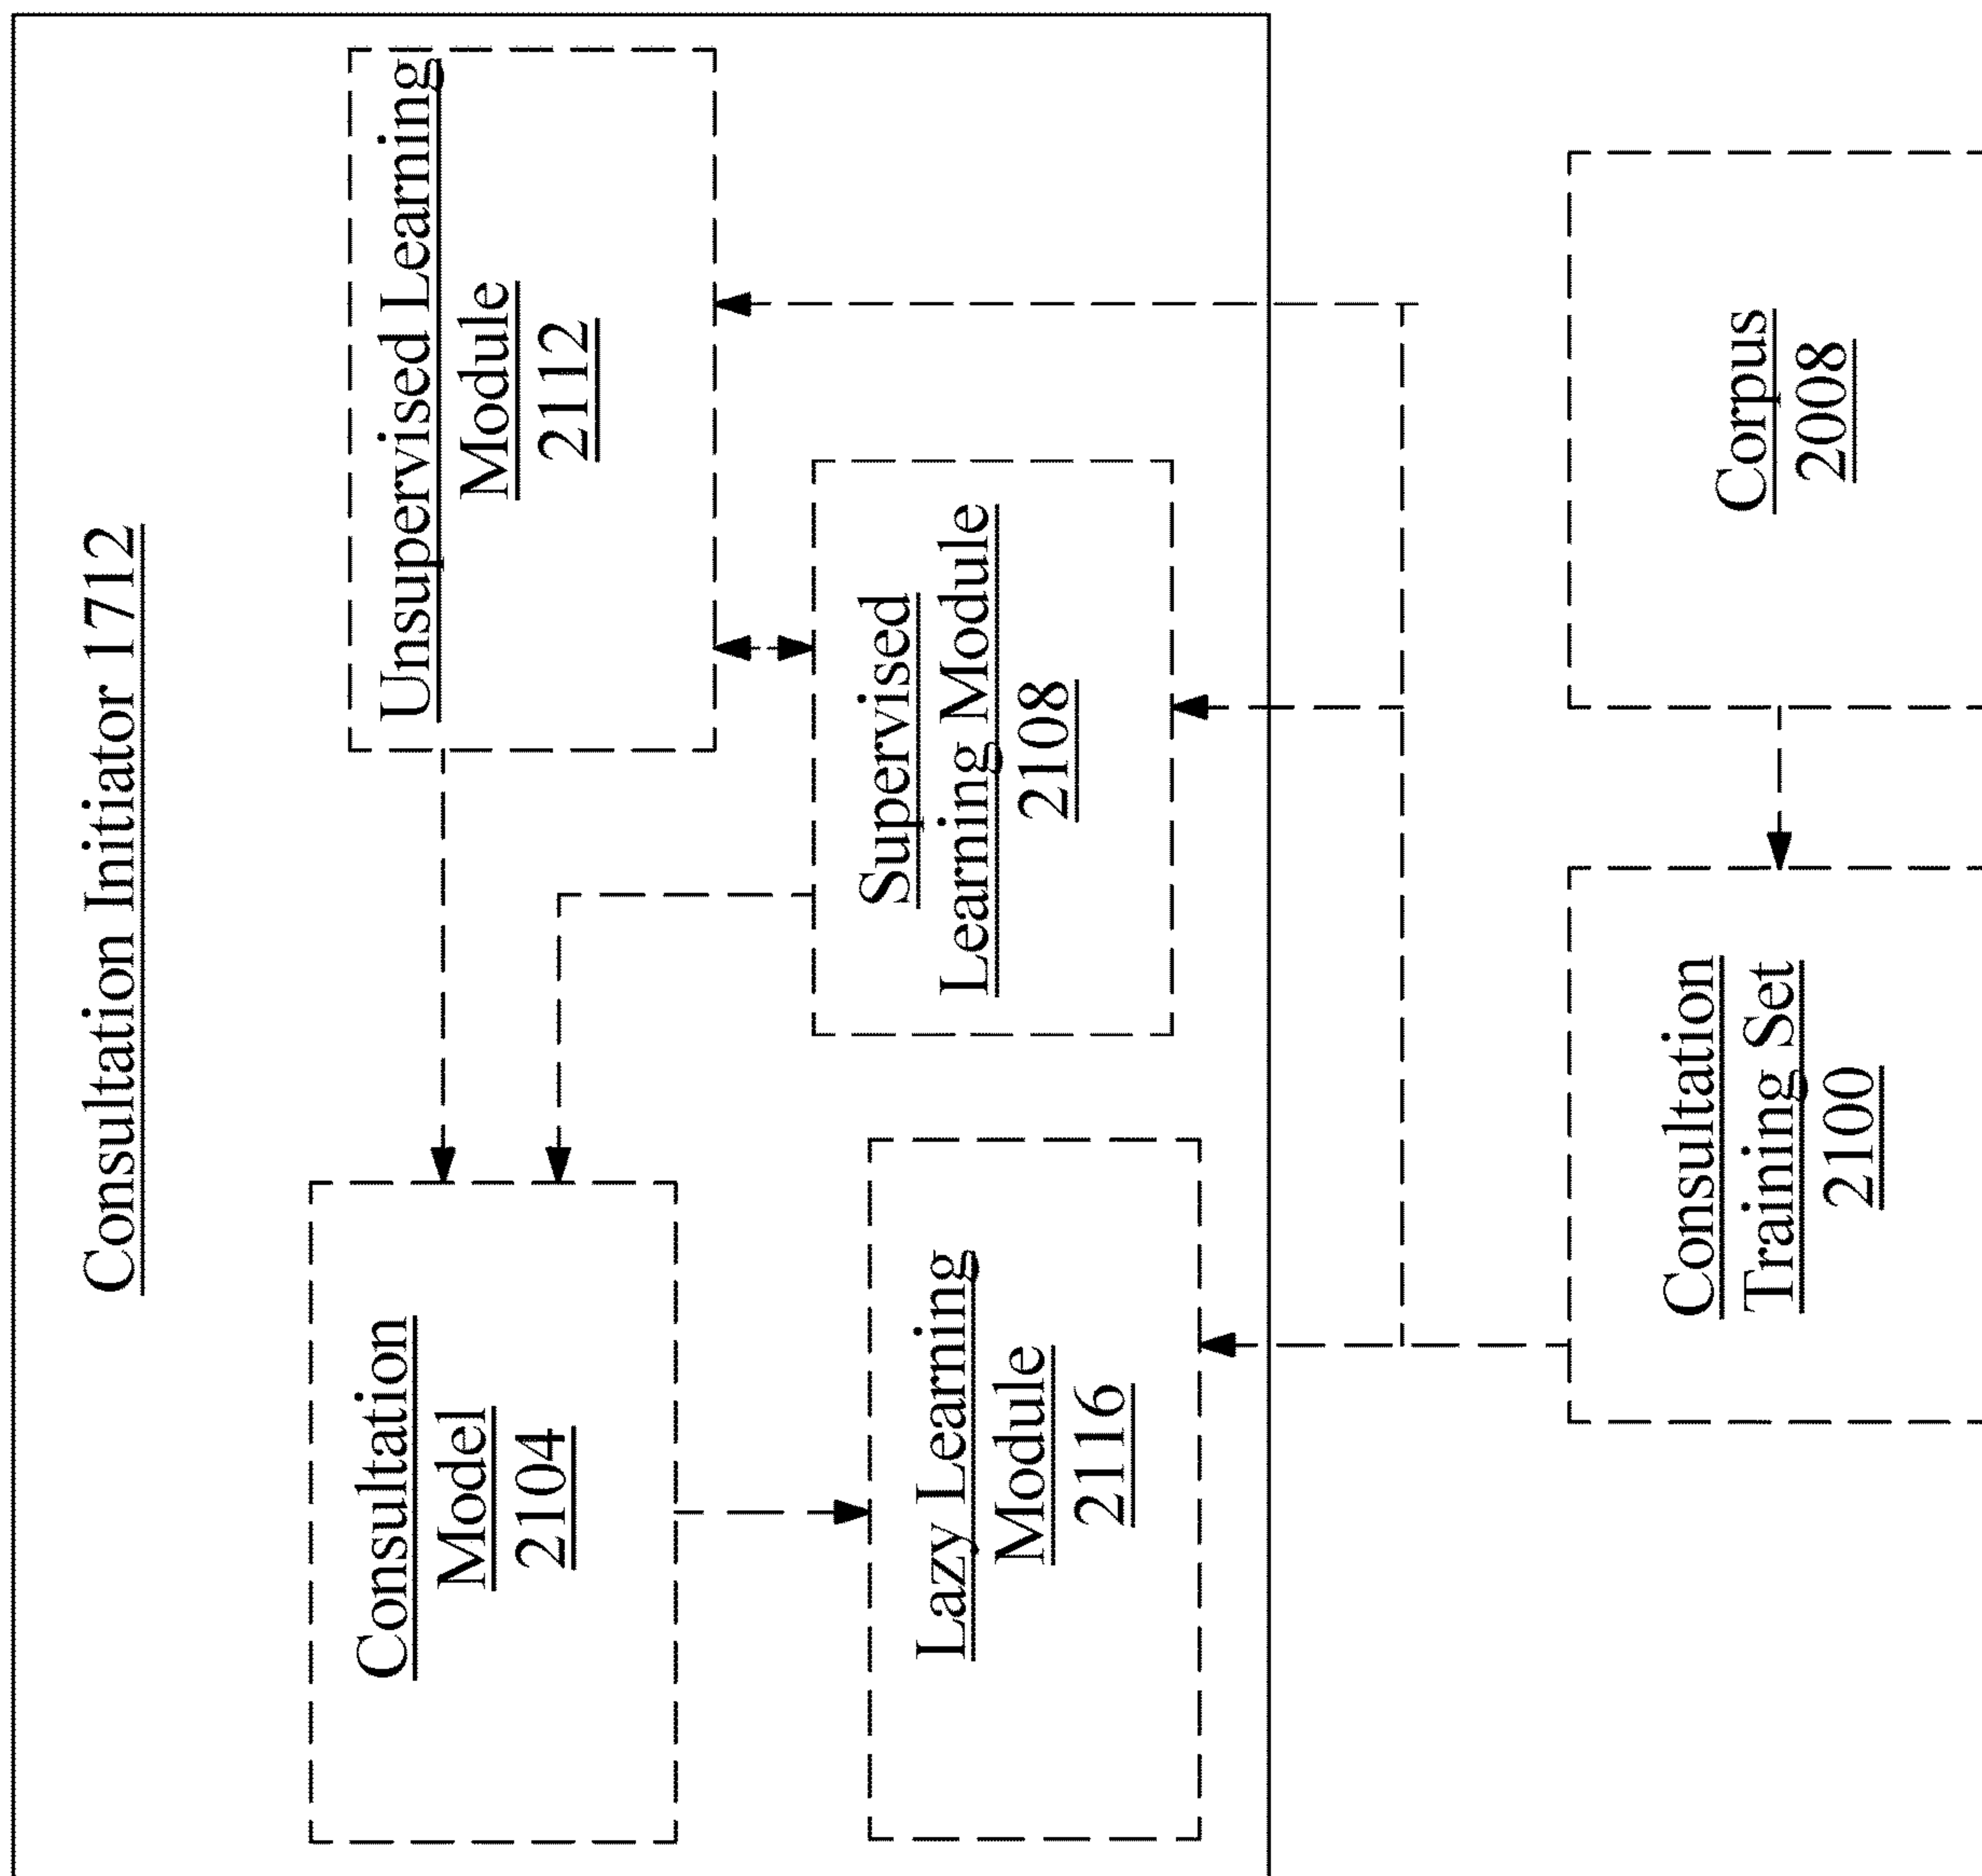 Consultation Initiator 1712
Consultation
Model
2104
Unsupervised Learning
Module
2112
Lazy Learning
Module
2116
Supervised
Learning Module
2108
Consultation
Training Set
2100
Corpus
2008